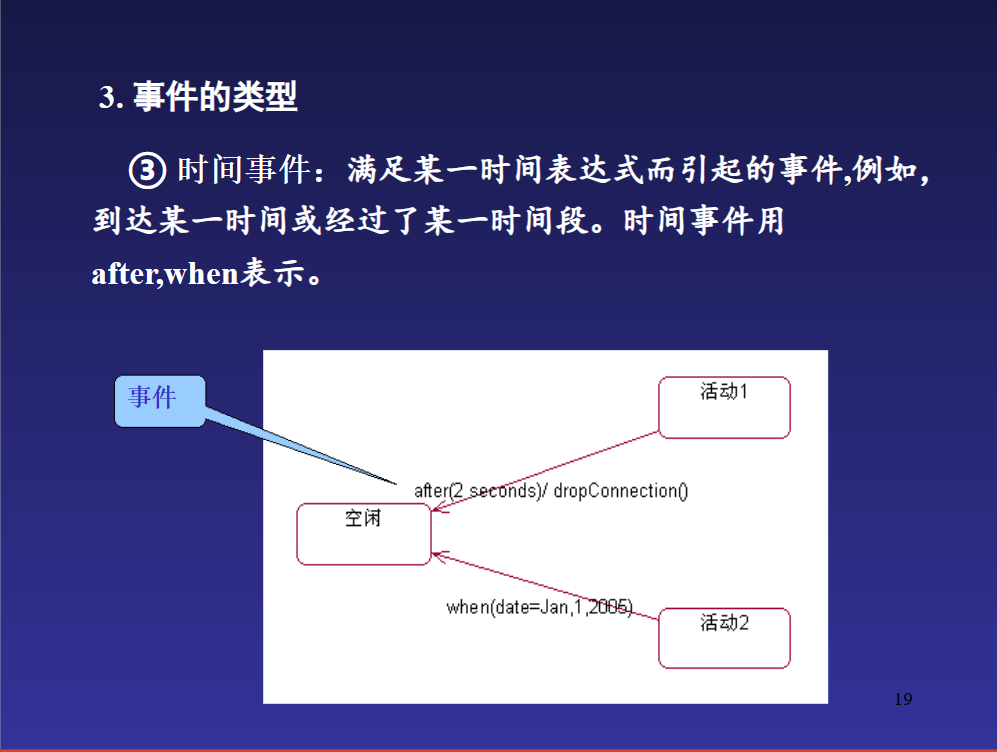 3. 事件的类型
③ 时间事件：满足某一时间表达式而引起的事件,例如，
到达某一时间或经过了某一时间段。时间事件用
after,when表示。
事件
活动1
after(2 seconds)/ dropConnection()
空闲
when(date=Jan,1,2005)
活动2
19